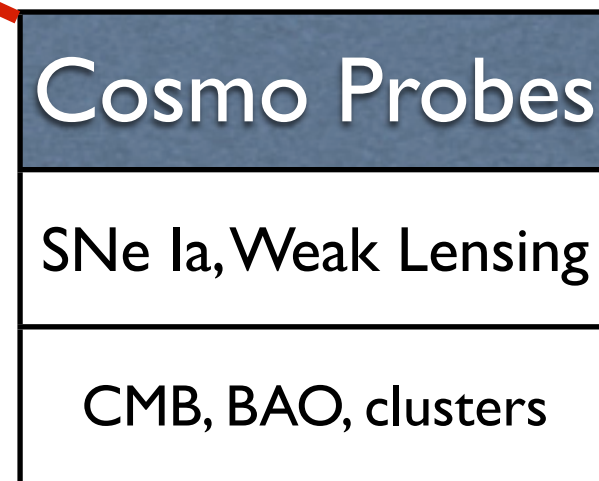 Cosmo Probes
SNe Ia, Weak Lensing
CMB, BAO, clusters